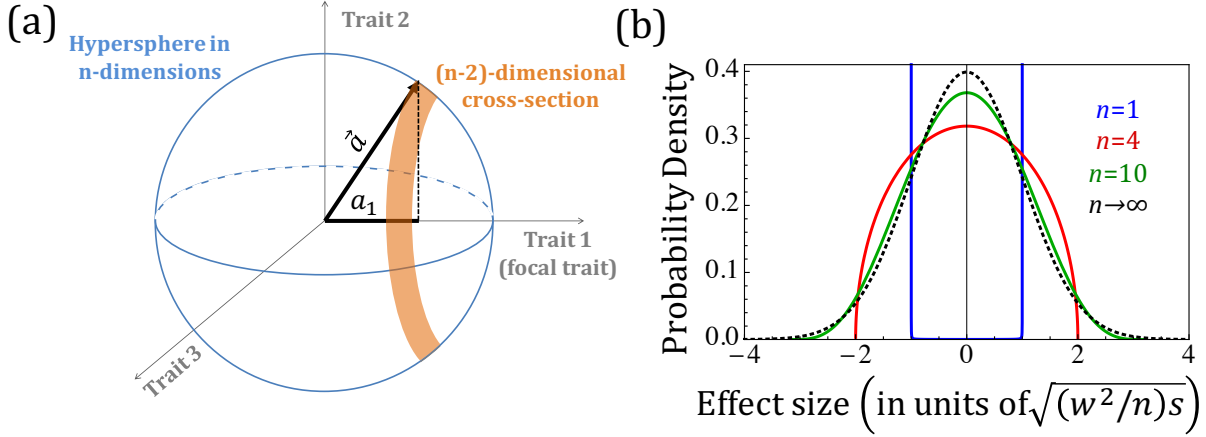 (a)
Trait 2
Hypersphere in
n-dimensions
(n-2)-dimensional
cross-section
a⃗
a₁
Trait 1
(focal trait)
Trait 3
(b)
Probability Density
0.4
0.3
0.2
0.1
0.0
n=1
n=4
n=10
n→∞
−4 −2 0 2 4
Effect size (in units of √(w²/n)s)